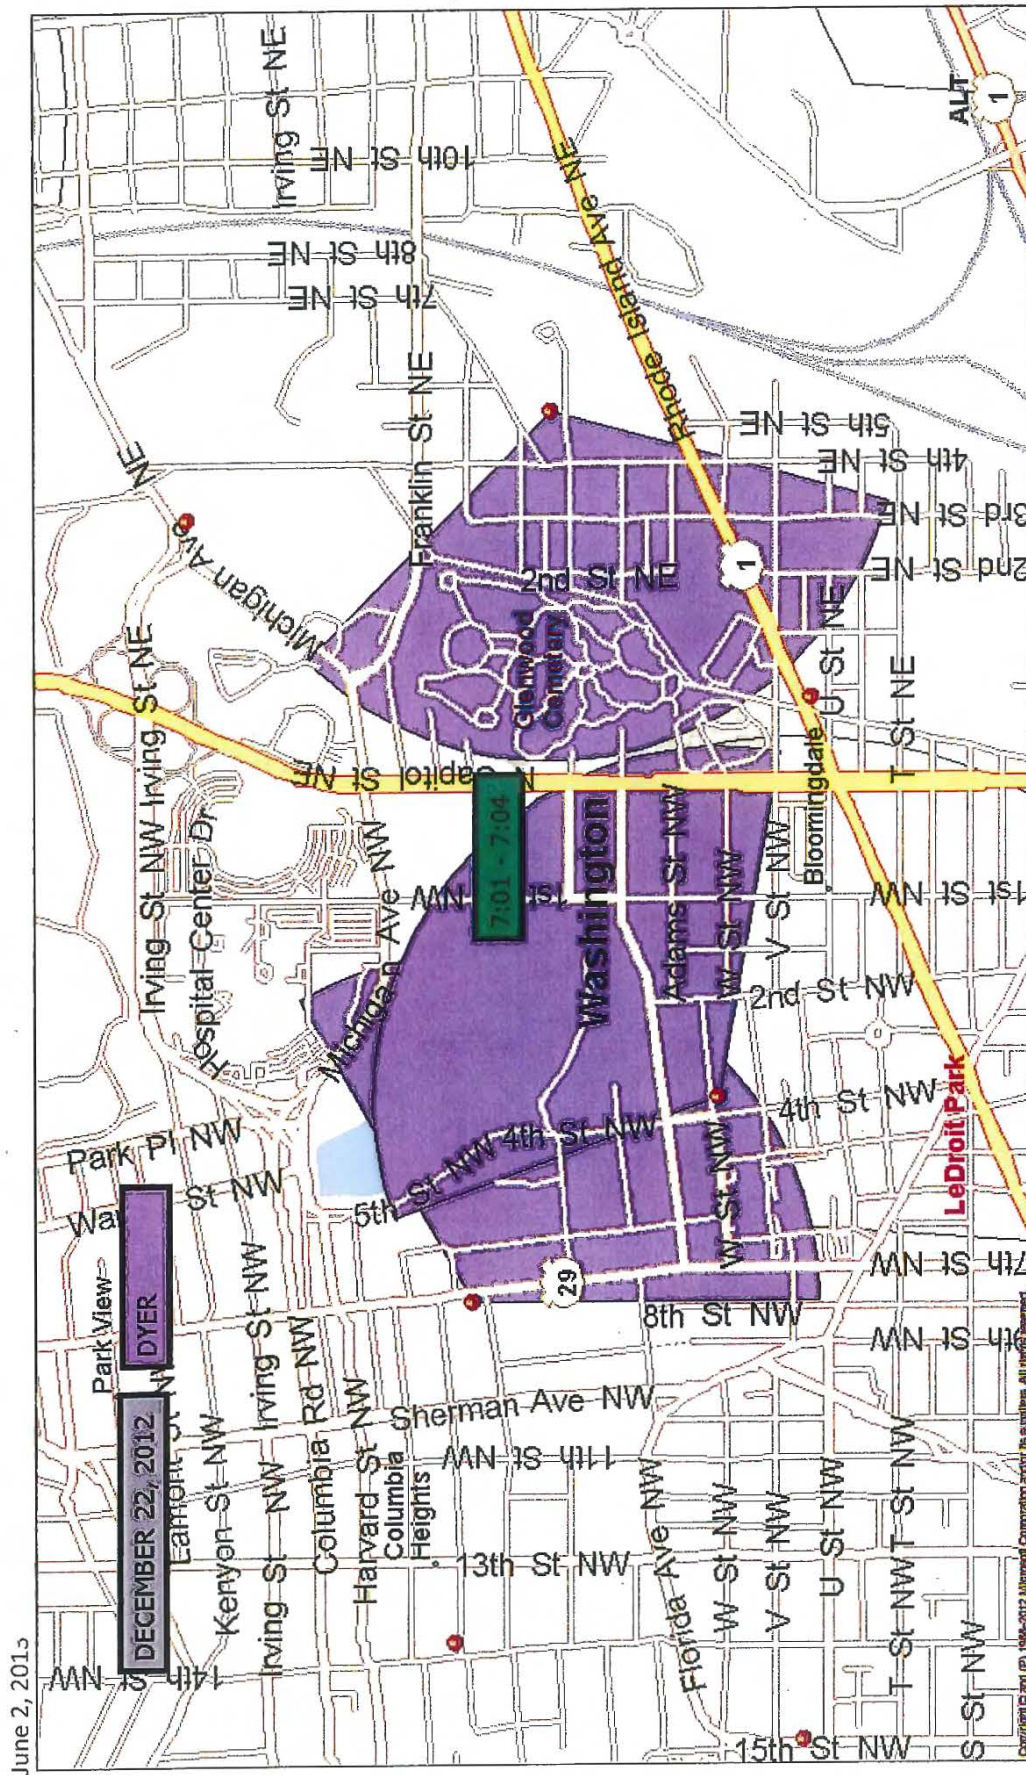 June 2, 2013
DECEMBER 22, 2012
DYER
7:01 - 7:04
14th St NW
Lamont St NW
Kenyon St NW
Irving St NW
Irving St NW
Columbia Rd NW
Harvard St NW
Columbia
Heights
13th St NW
11th St NW
Sherman Ave NW
Florida Ave NW
W St NW
V St NW
U St NW
T St NW
T St NW
S St NW
15th St NW
Park View
Park Pl NW
St NW
5th St NW
4th St NW
29
8th St NW
9th St NW
7th St NW
W St NW
4th St NW
LeDroit Park
2nd St NW
Irving St NW
Irving St NE
Hospital Center Dr
Michigan Ave NW
1st St NW
Washington
Adams St NW
W St NW
V St NW
Bloomingdale
1st St NW
N Capitol St NE
Michigan Ave NE
Franklin St NE
Glenwood
Cemetery
2nd St NE
1
U St NE
T St NE
2nd St NE
3rd St NE
4th St NE
5th St NE
Rhode Island Ave NE
7th St NE
8th St NE
10th St NE
Irving St NE
ALT
1